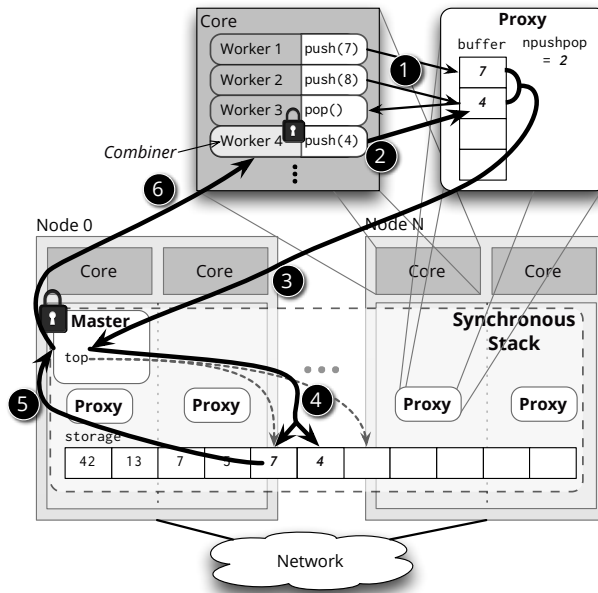 Core
Worker 1 push(7)
Worker 2 push(8)
Worker 3 pop()
Worker 4 push(4)
Combiner
Proxy
buffer
npushpop
= 2
7
4
1
2
6
3
5
4
Node 0
Node N
Core
Core
Core
Core
Master
top
Synchronous
Stack
Proxy
Proxy
Proxy
Proxy
storage
42 13 7 5 7 4
Network